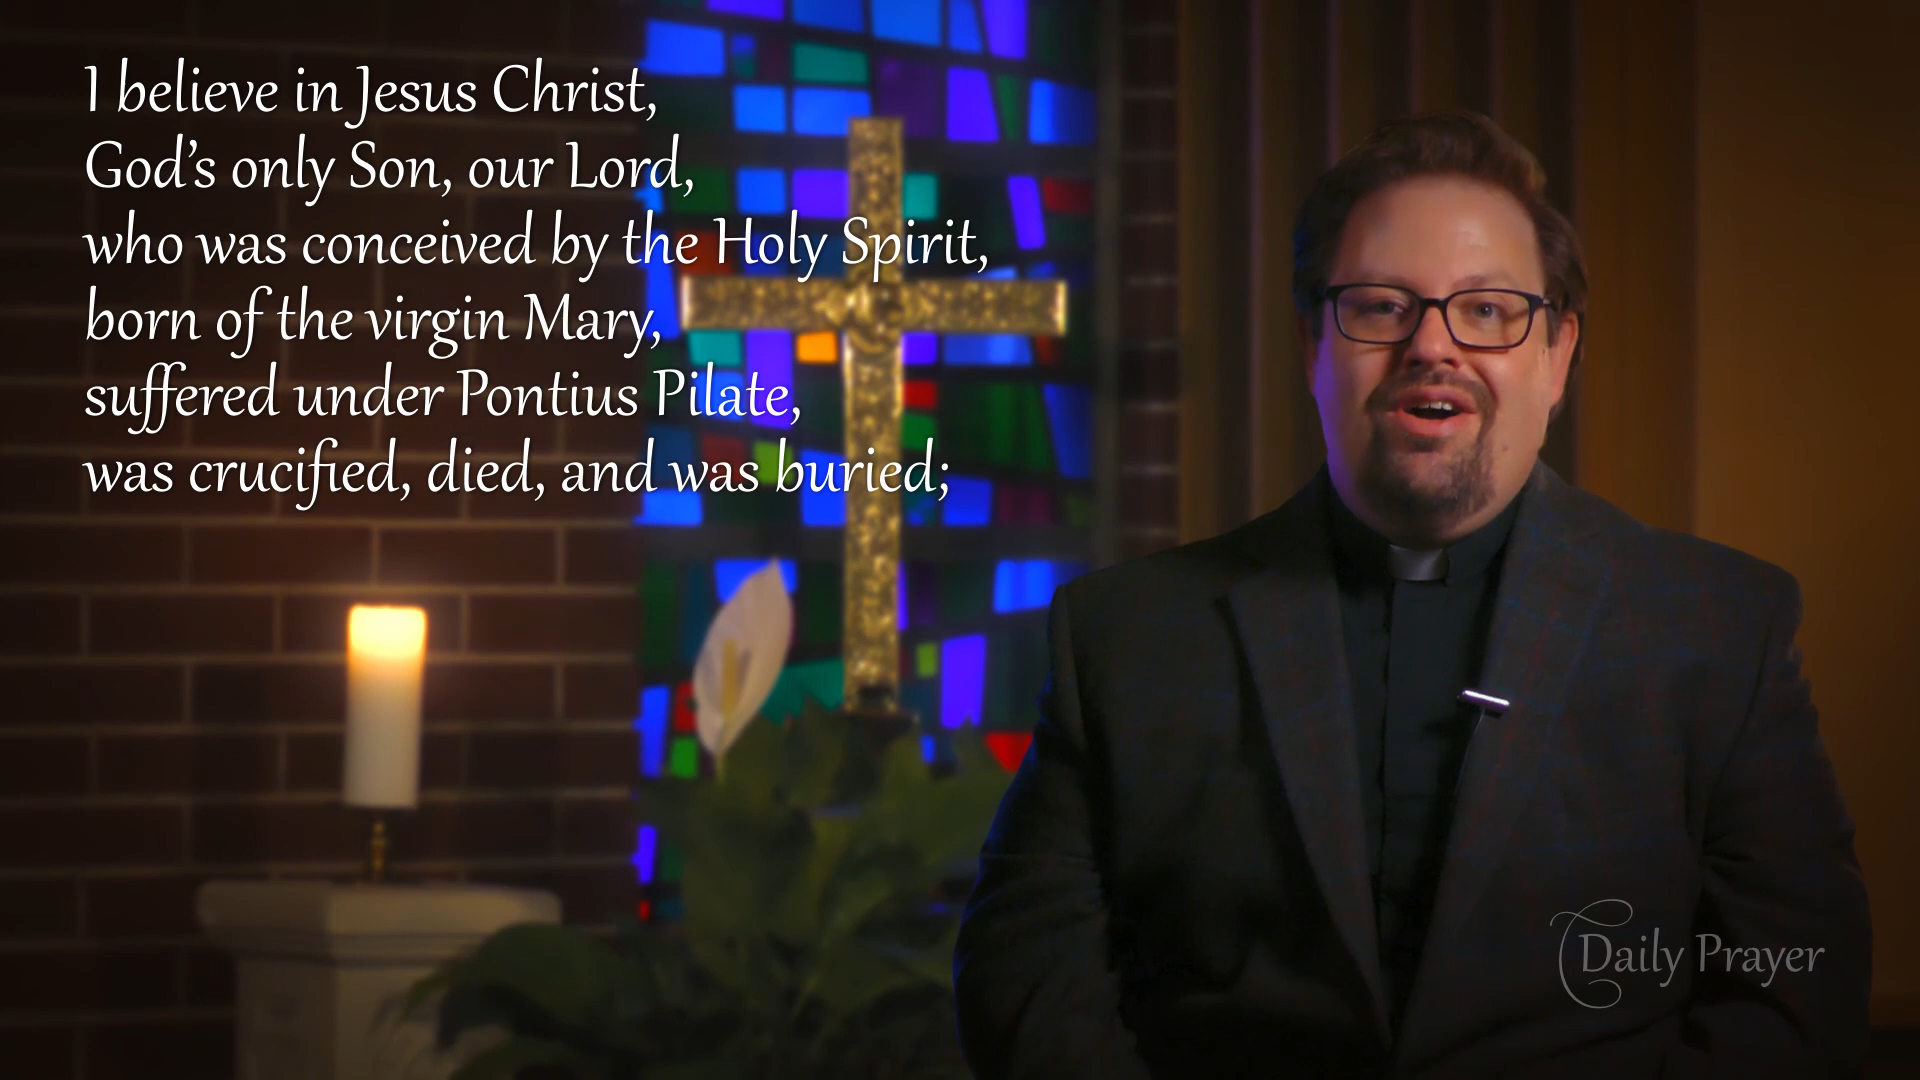 I believe in Jesus Christ,
God’s only Son, our Lord,
who was conceived by the Holy Spirit,
born of the virgin Mary,
suffered under Pontius Pilate,
was crucified, died, and was buried;
Daily Prayer